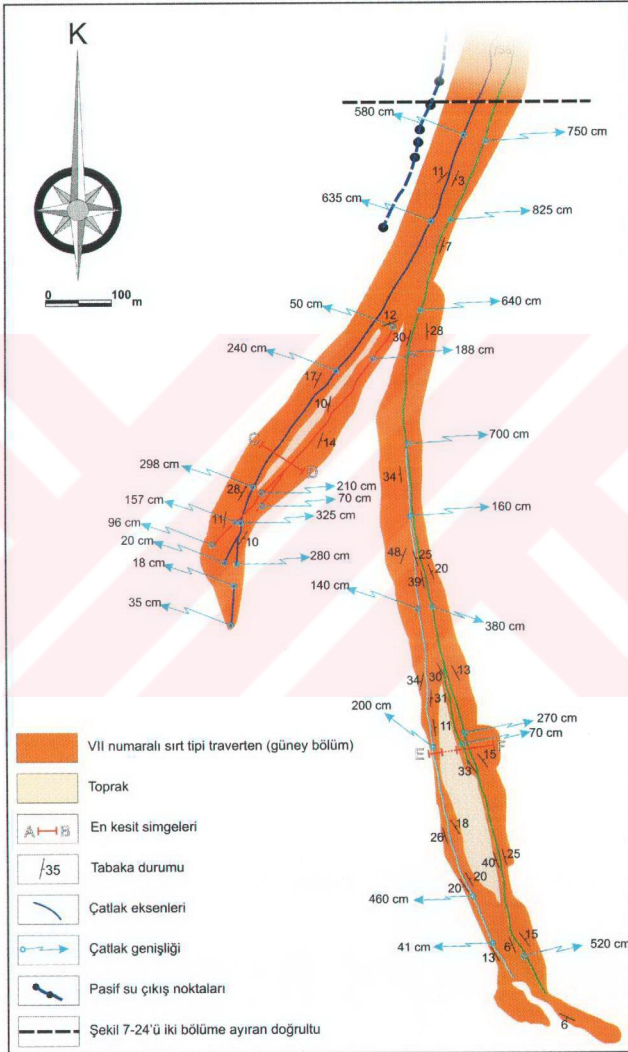 K
0 100 m
580 cm
750 cm
11
3
635 cm
825 cm
7
50 cm
12
640 cm
30
28
240 cm
188 cm
17
10
14
700 cm
C
D
298 cm
34
28
210 cm
157 cm
70 cm
160 cm
11
325 cm
96 cm
10
20 cm
280 cm
48
25
18 cm
20
39
140 cm
380 cm
35 cm
34
30
13
31
200 cm
11
270 cm
70 cm
E
F
15
33
18
26
40
25
20
20
460 cm
15
41 cm
6
520 cm
13
6
VII numaralı sırt tipi traverten (güney bölüm)
Toprak
A B En kesit simgeleri
35 Tabaka durumu
Çatlak eksenleri
Çatlak genişliği
Pasif su çıkış noktaları
Şekil 7-24'ü iki bölüme ayıran doğrultu